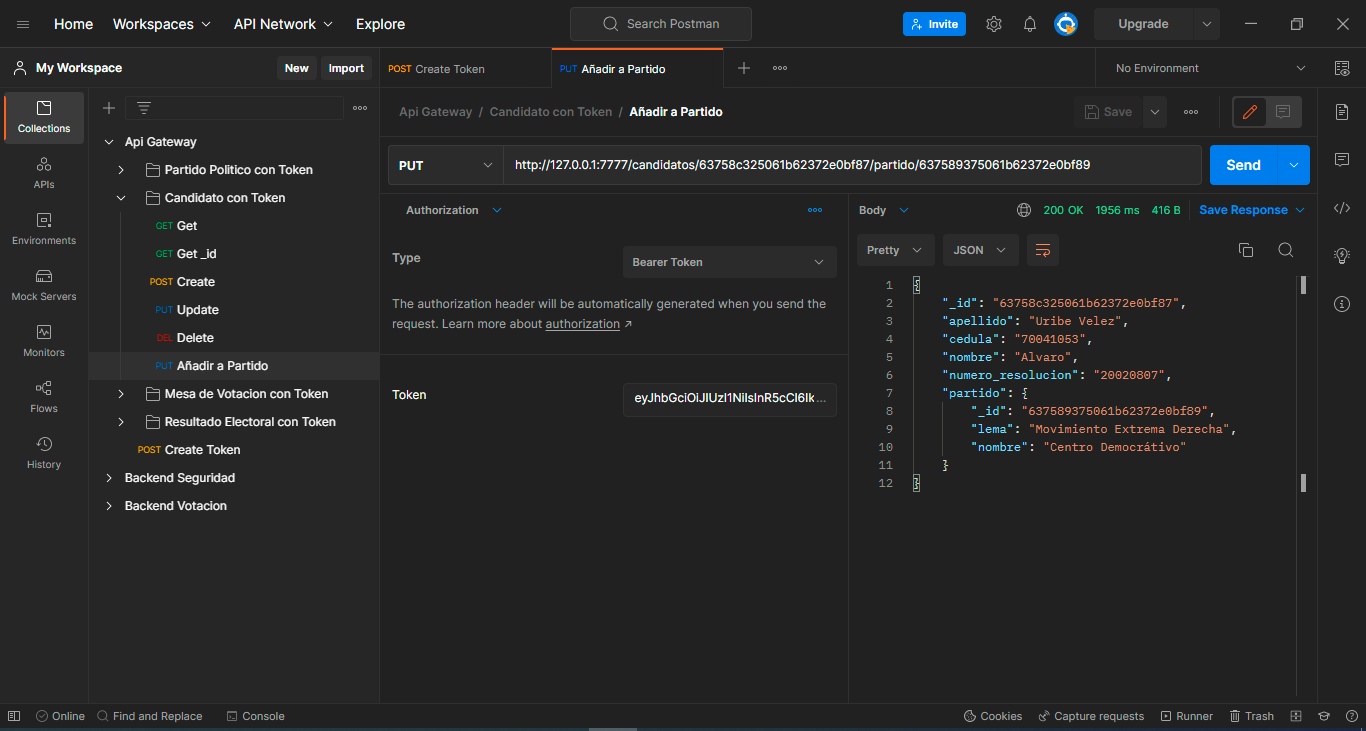 Home Workspaces API Network Explore Search Postman Invite Upgrade
My Workspace New Import
POST Create Token PUT Añadir a Partido No Environment
Collections
APIs
Environments
Mock Servers
Monitors
Flows
History
Api Gateway
Partido Politico con Token
Candidato con Token
GET Get
GET Get _id
POST Create
PUT Update
DEL Delete
PUT Añadir a Partido
Mesa de Votacion con Token
Resultado Electoral con Token
POST Create Token
Backend Seguridad
Backend Votacion
Api Gateway / Candidato con Token / Añadir a Partido Save
PUT http://127.0.0.1:7777/candidatos/63758c325061b62372e0bf87/partido/637589375061b62372e0bf89 Send
Authorization
Type Bearer Token
The authorization header will be automatically generated when you send the
request. Learn more about authorization ↗
Token eyJhbGciOiJIUzI1NiIsInR5cCI6Ik...
Body 200 OK 1956 ms 416 B Save Response
Pretty JSON
1 {
2 "_id": "63758c325061b62372e0bf87",
3 "apellido": "Uribe Velez",
4 "cedula": "70041053",
5 "nombre": "Alvaro",
6 "numero_resolucion": "20020807",
7 "partido": {
8 "_id": "637589375061b62372e0bf89",
9 "lema": "Movimiento Extrema Derecha",
10 "nombre": "Centro Democrátivo"
11 }
12 }
Online Find and Replace Console Cookies Capture requests Runner Trash